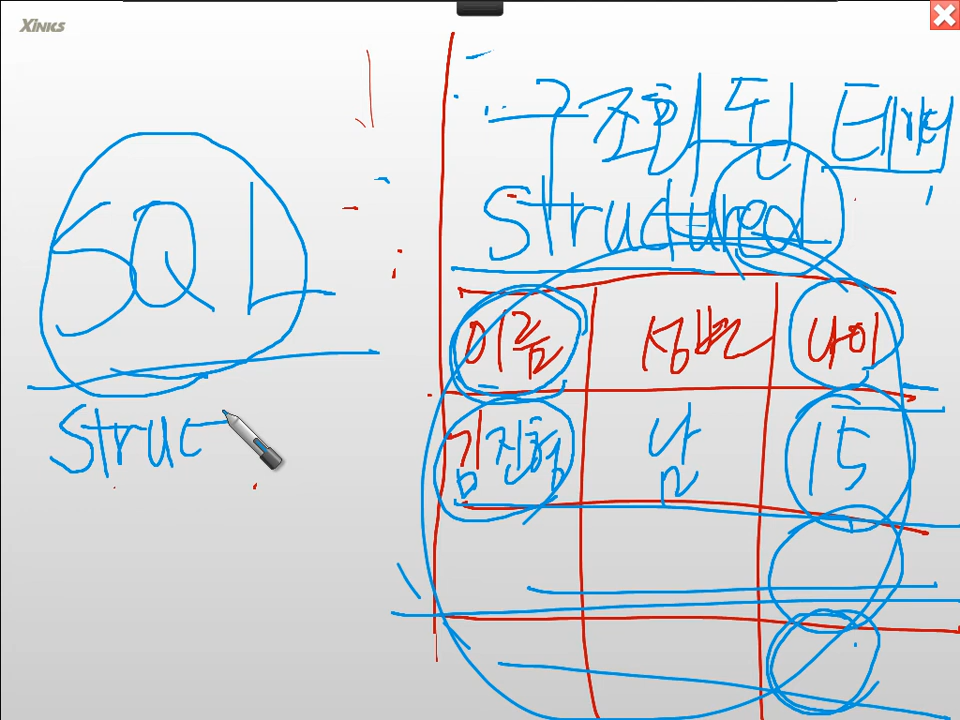 XINKS
SQL
Struc
구조화 된 데이터
Structured
이름 성별 나이
김진형 남 15